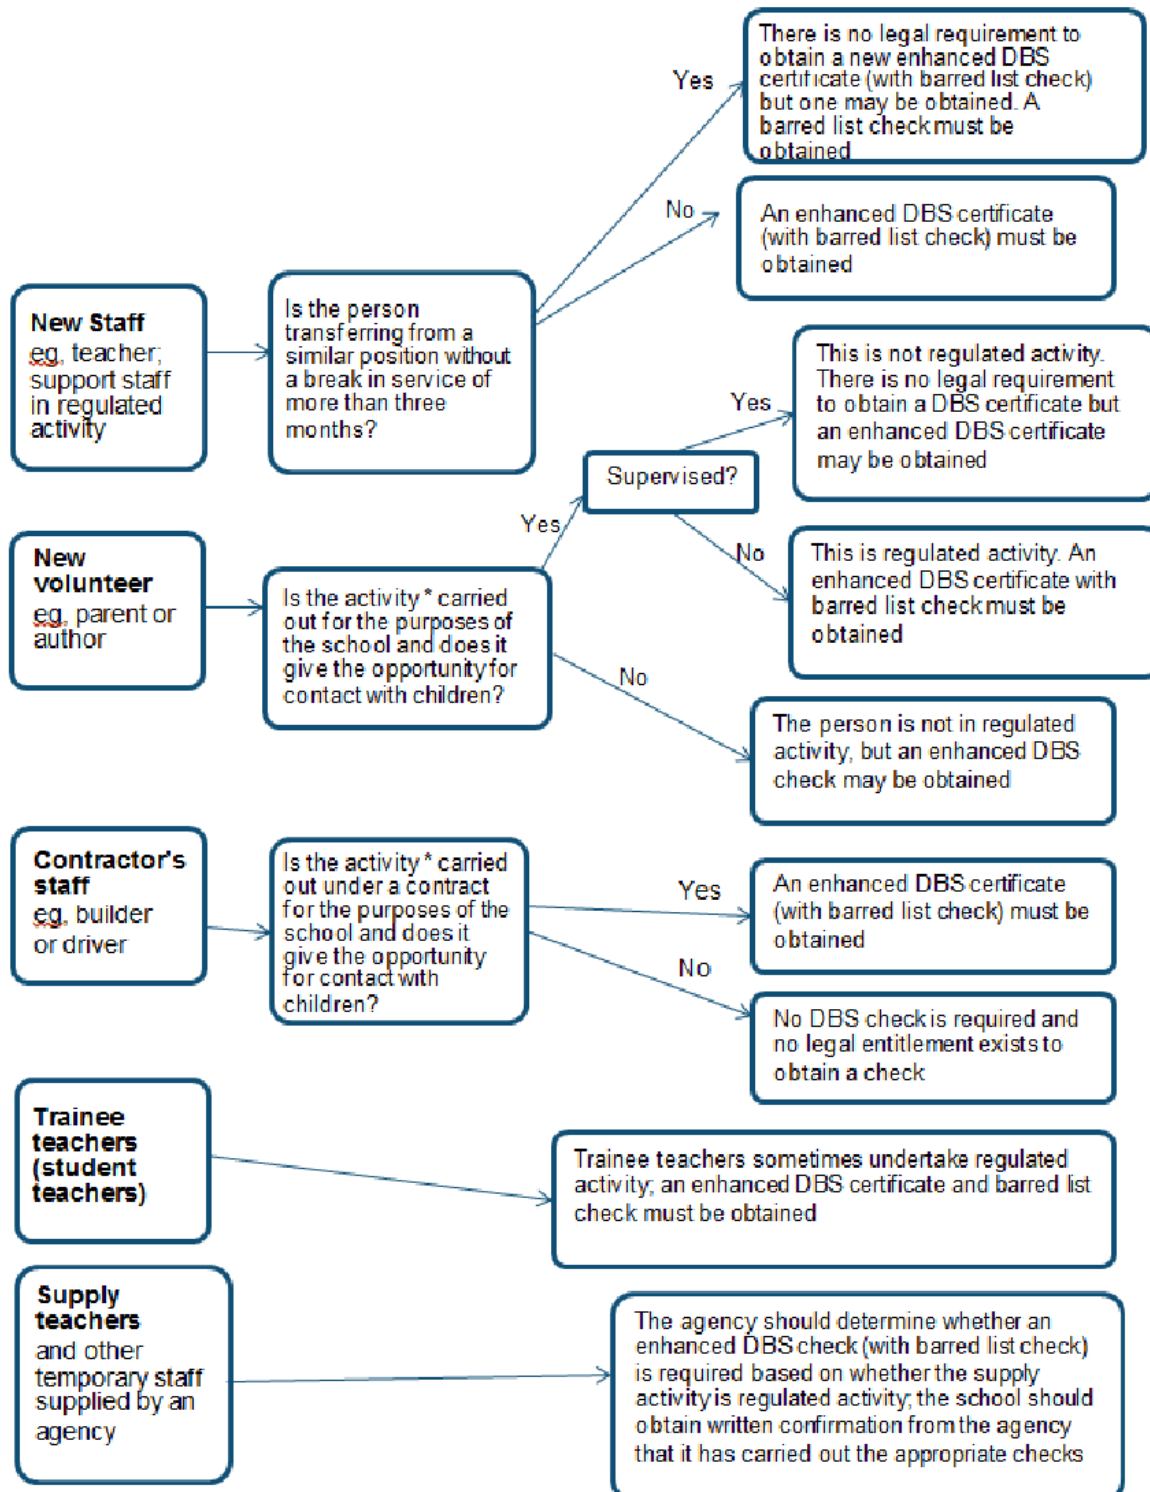 There is no legal requirement to
obtain a new enhanced DBS
certificate (with barred list check)
but one may be obtained. A
barred list check must be
obtained
Yes
No
An enhanced DBS certificate
(with barred list check) must be
obtained
New Staff
eg, teacher;
support staff
in regulated
activity
Is the person
transferring from a
similar position without
a break in service of
more than three
months?
This is not regulated activity.
There is no legal requirement
to obtain a DBS certificate but
an enhanced DBS certificate
may be obtained
Yes
Supervised?
Yes
No
This is regulated activity. An
enhanced DBS certificate with
barred list check must be
obtained
New
volunteer
eg, parent or
author
Is the activity * carried
out for the purposes of
the school and does it
give the opportunity for
contact with children?
No
The person is not in regulated
activity, but an enhanced DBS
check may be obtained
Contractor's
staff
eg, builder
or driver
Is the activity * carried
out under a contract
for the purposes of the
school and does it
give the opportunity
for contact with
children?
Yes
An enhanced DBS certificate
(with barred list check) must be
obtained
No
No DBS check is required and
no legal entitlement exists to
obtain a check
Trainee
teachers
(student
teachers)
Trainee teachers sometimes undertake regulated
activity; an enhanced DBS certificate and barred list
check must be obtained
Supply
teachers
and other
temporary staff
supplied by an
agency
The agency should determine whether an
enhanced DBS check (with barred list check)
is required based on whether the supply
activity is regulated activity; the school should
obtain written confirmation from the agency
that it has carried out the appropriate checks